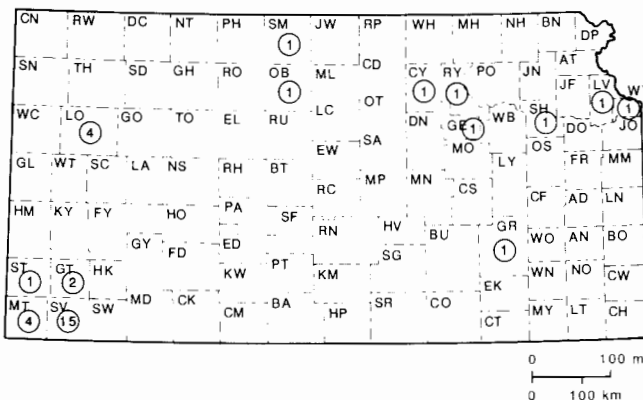 CN RW DC NT PH SM JW RP WH MH NH BN DP
1
SN TH SD GH RO OB ML CD CY RY PO JN AT JF LV W
1 1 1 1 1
WC LO GO TO EL RU LC OT DN GE WB SH DO JO
4 1 1
EW SA MO OS
GL WT SC LA NS RH BT LY FR MM
RC MP MN CS
HM KY FY HO PA SF CF AD LN
RN HV BU GR
GY FD ED SG WO AN BO
1
ST GT HK KW PT KM WN NO CW
1 2 EK
MT SV SW MD CK CM BA HP SR CO CT MY LT CH
4 15
0 100 m
0 100 km